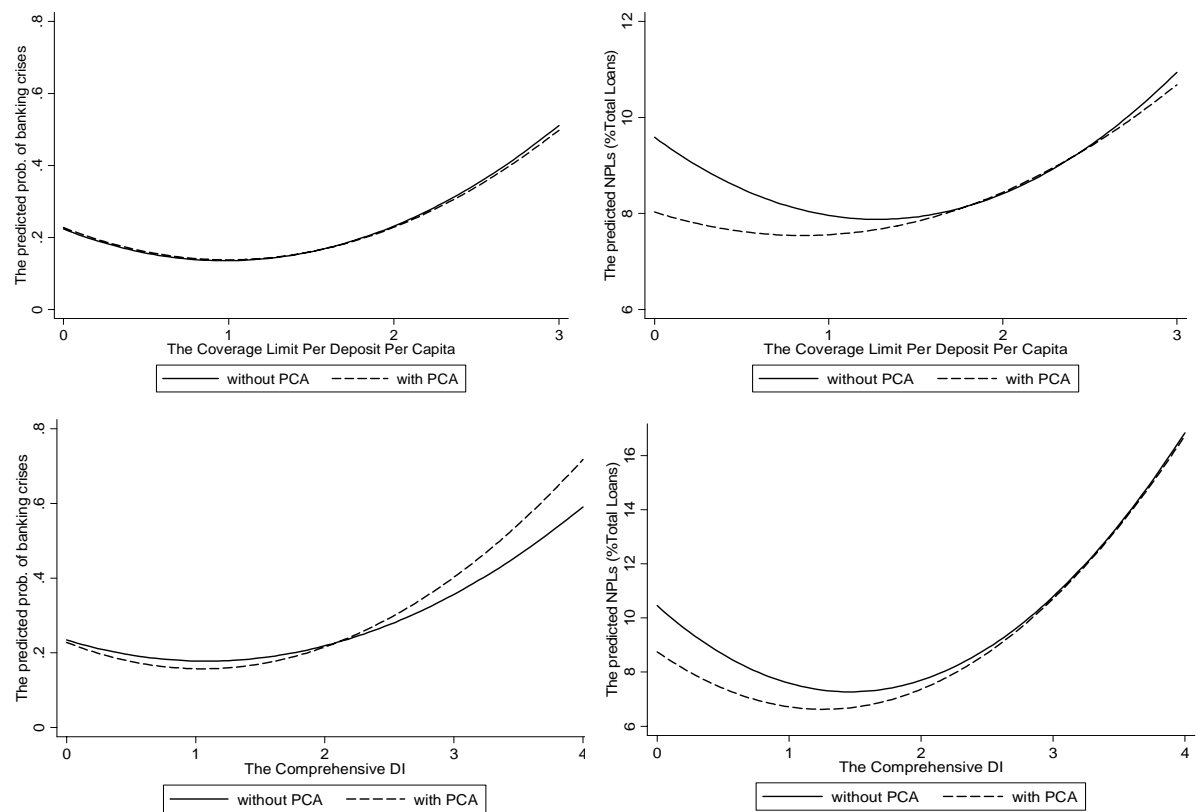 The predicted prob. of banking crises
0 .2 .4 .6 .8
0 1 2 3
The Coverage Limit Per Deposit Per Capita
without PCA with PCA
The predicted NPLs (%Total Loans)
6 8 10 12
0 1 2 3
The Coverage Limit Per Deposit Per Capita
without PCA with PCA
The predicted prob. of banking crises
0 .2 .4 .6 .8
0 1 2 3 4
The Comprehensive DI
without PCA with PCA
The predicted NPLs (%Total Loans)
6 8 10 12 14 16
0 1 2 3 4
The Comprehensive DI
without PCA with PCA